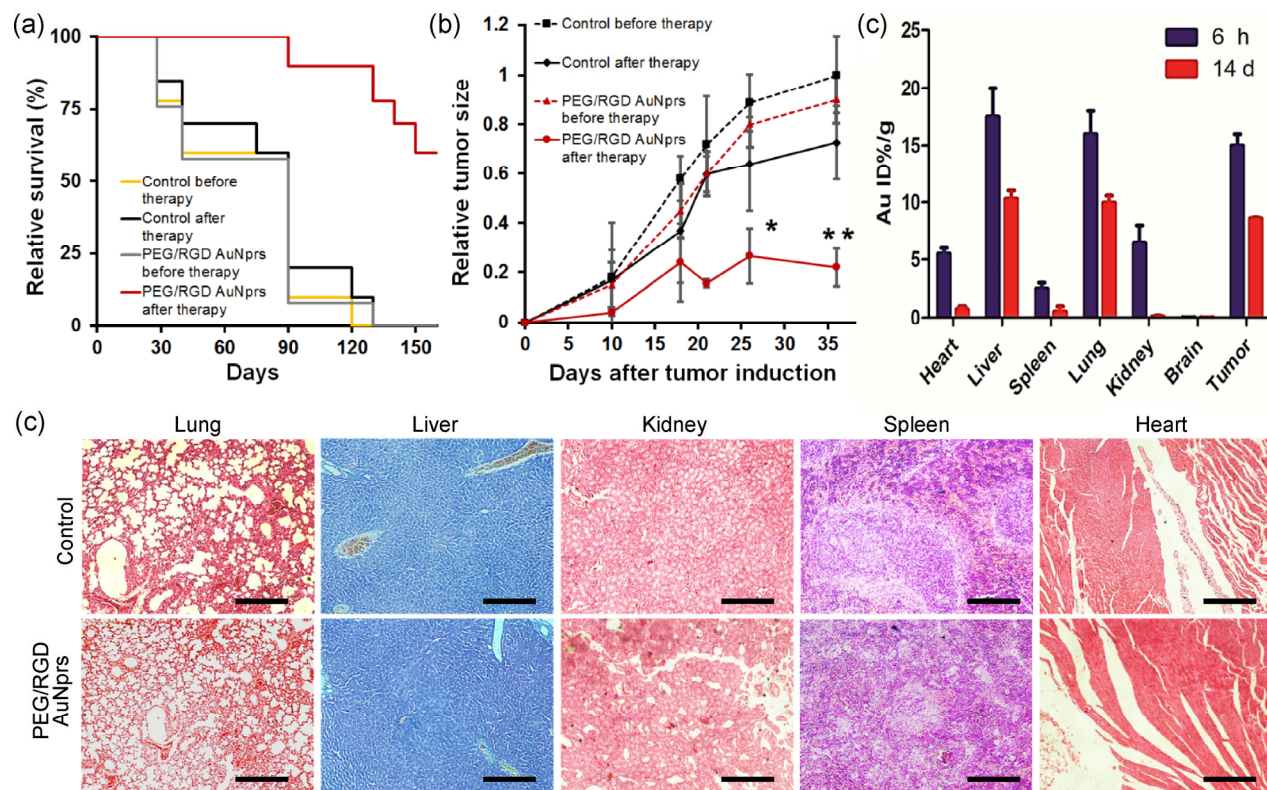 (a)
Relative survival (%)
100
75
50
25
0
0 30 60 90 120 150
Days
Control before
therapy
Control after
therapy
PEG/RGD AuNprs
before therapy
PEG/RGD AuNprs
after therapy
(b)
Relative tumor size
1.2
1.0
0.8
0.6
0.4
0.2
0
0 5 10 15 20 25 30 35
Days after tumor induction
Control before therapy
Control after therapy
PEG/RGD AuNprs
before therapy
PEG/RGD AuNprs
after therapy
*
**
(c)
Au ID%/g
25
20
15
10
5
0
6 h
14 d
Heart
Liver
Spleen
Lung
Kidney
Brain
Tumor
(c)
Lung Liver Kidney Spleen Heart
Control
PEG/RGD
AuNprs